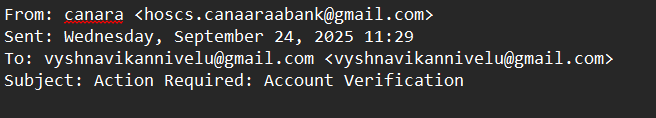 From: canara <hoscs.canaaraabank@gmail.com>
Sent: Wednesday, September 24, 2025 11:29
To: vyshnavikannivelu@gmail.com <vyshnavikannivelu@gmail.com>
Subject: Action Required: Account Verification